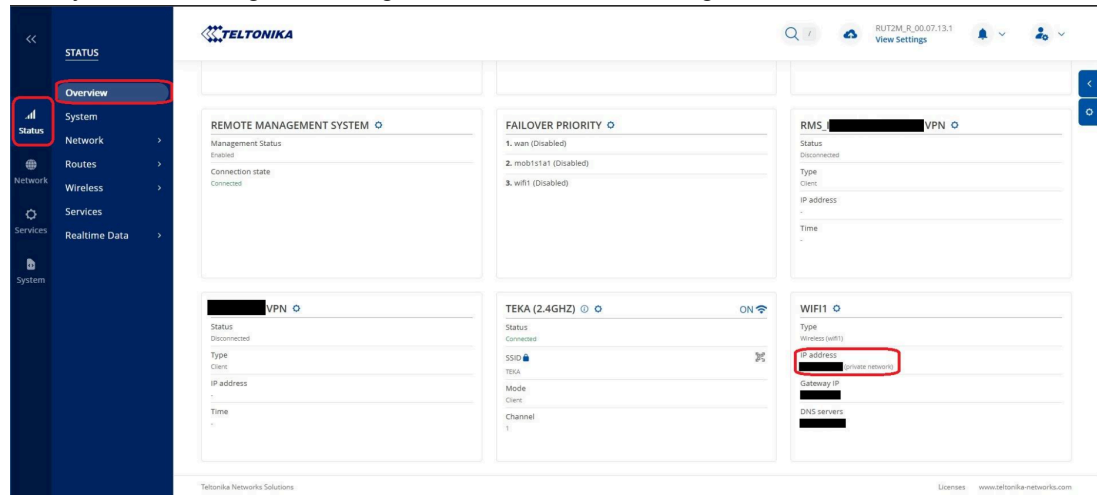 STATUS
TELTONIKA
RUT2M_R_00.07.13.1
View Settings
Overview
System
Network
Routes
Wireless
Services
Realtime Data
Status
Network
Services
System
REMOTE MANAGEMENT SYSTEM
Management Status
Enabled
Connection state
Connected
FAILOVER PRIORITY
1. wan (Disabled)
2. mob1s1a1 (Disabled)
3. wifi1 (Disabled)
RMS_ VPN
Status
Disconnected
Type
Client
IP address
-
Time
-
VPN
Status
Disconnected
Type
Client
IP address
-
Time
-
TEKA (2.4GHZ) ON
Status
Connected
SSID
TEKA
Mode
Client
Channel
1
WIFI1
Type
Wireless (wifi1)
IP address
(private network)
Gateway IP
DNS servers
Teltonika Networks Solutions
Licenses www.teltonika-networks.com